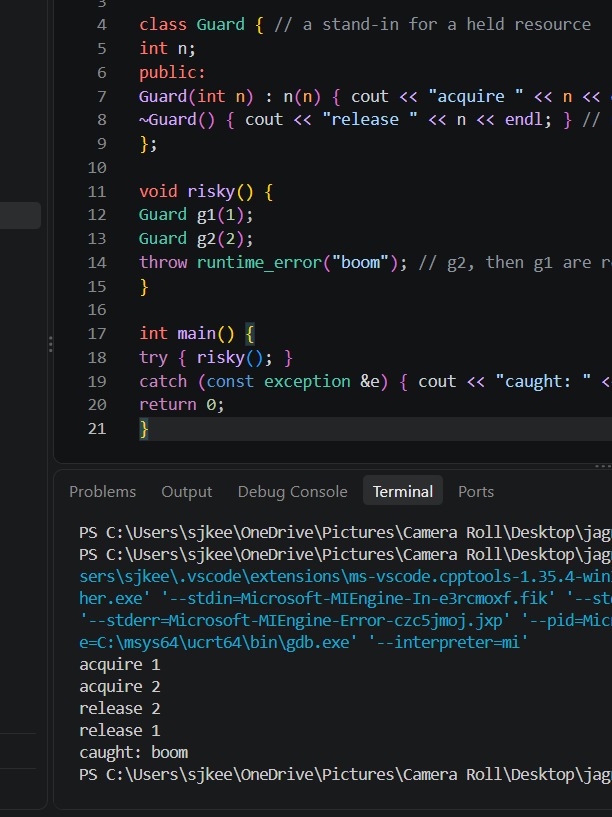 3
4 class Guard { // a stand-in for a held resource
5 int n;
6 public:
7 Guard(int n) : n(n) { cout << "acquire " << n <<
8 ~Guard() { cout << "release " << n << endl; } //
9 };
10
11 void risky() {
12 Guard g1(1);
13 Guard g2(2);
14 throw runtime_error("boom"); // g2, then g1 are
15 }
16
17 int main() {
18 try { risky(); }
19 catch (const exception &e) { cout << "caught: " <
20 return 0;
21 }
Problems Output Debug Console Terminal Ports
PS C:\Users\sjkee\OneDrive\Pictures\Camera Roll\Desktop\jag
PS C:\Users\sjkee\OneDrive\Pictures\Camera Roll\Desktop\jag
sers\sjkee\.vscode\extensions\ms-vscode.cpptools-1.35.4-win
her.exe' '--stdin=Microsoft-MIEngine-In-e3rcmoxf.fik' '--st
'--stderr=Microsoft-MIEngine-Error-czc5jmoj.jxp' '--pid=Mic
e=C:\msys64\ucrt64\bin\gdb.exe' '--interpreter=mi'
acquire 1
acquire 2
release 2
release 1
caught: boom
PS C:\Users\sjkee\OneDrive\Pictures\Camera Roll\Desktop\jag